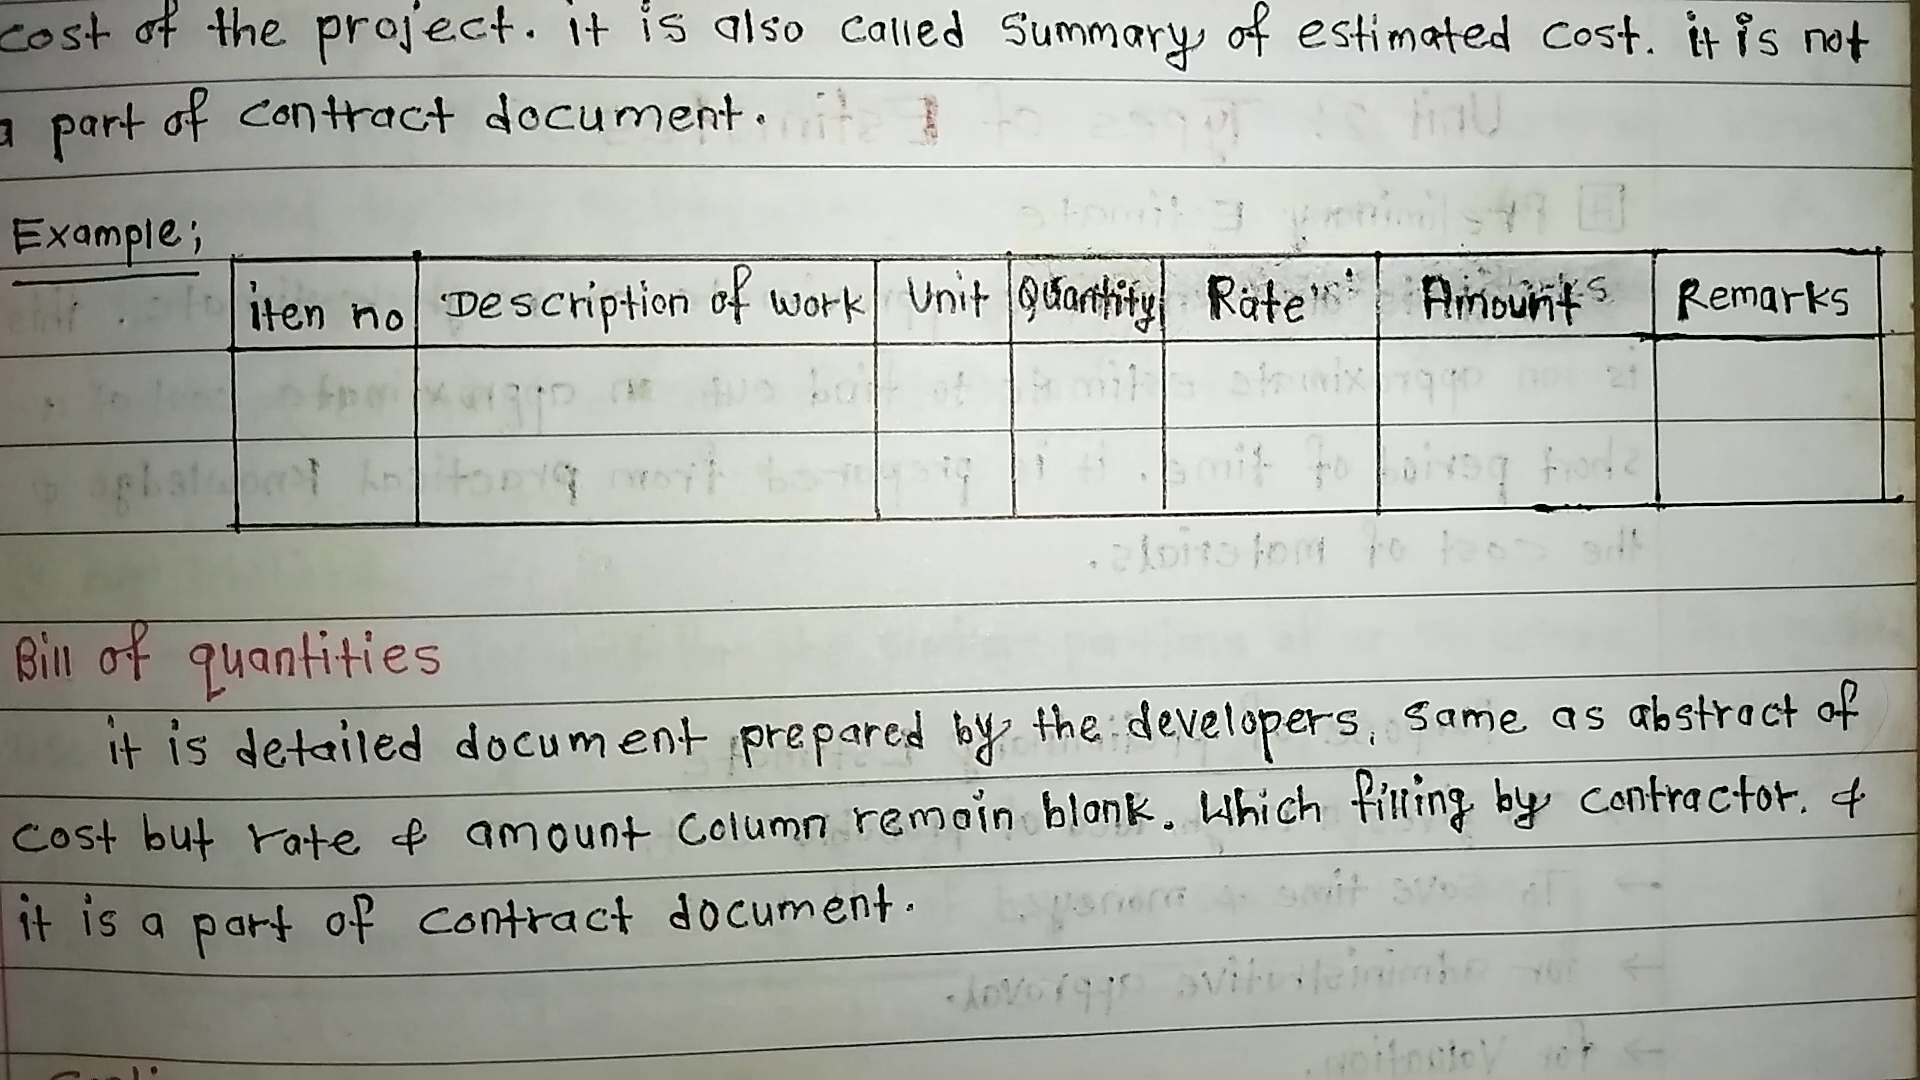 cost of the project. it is also called Summary of estimated cost. it is not
a part of contract document.
Example;
iten no Description of work Unit Quantity Rate Amount Remarks
Bill of quantities
it is detailed document prepared by the developers, same as abstract of
cost but rate & amount column remain blank. Which filling by contractor. &
it is a part of contract document.